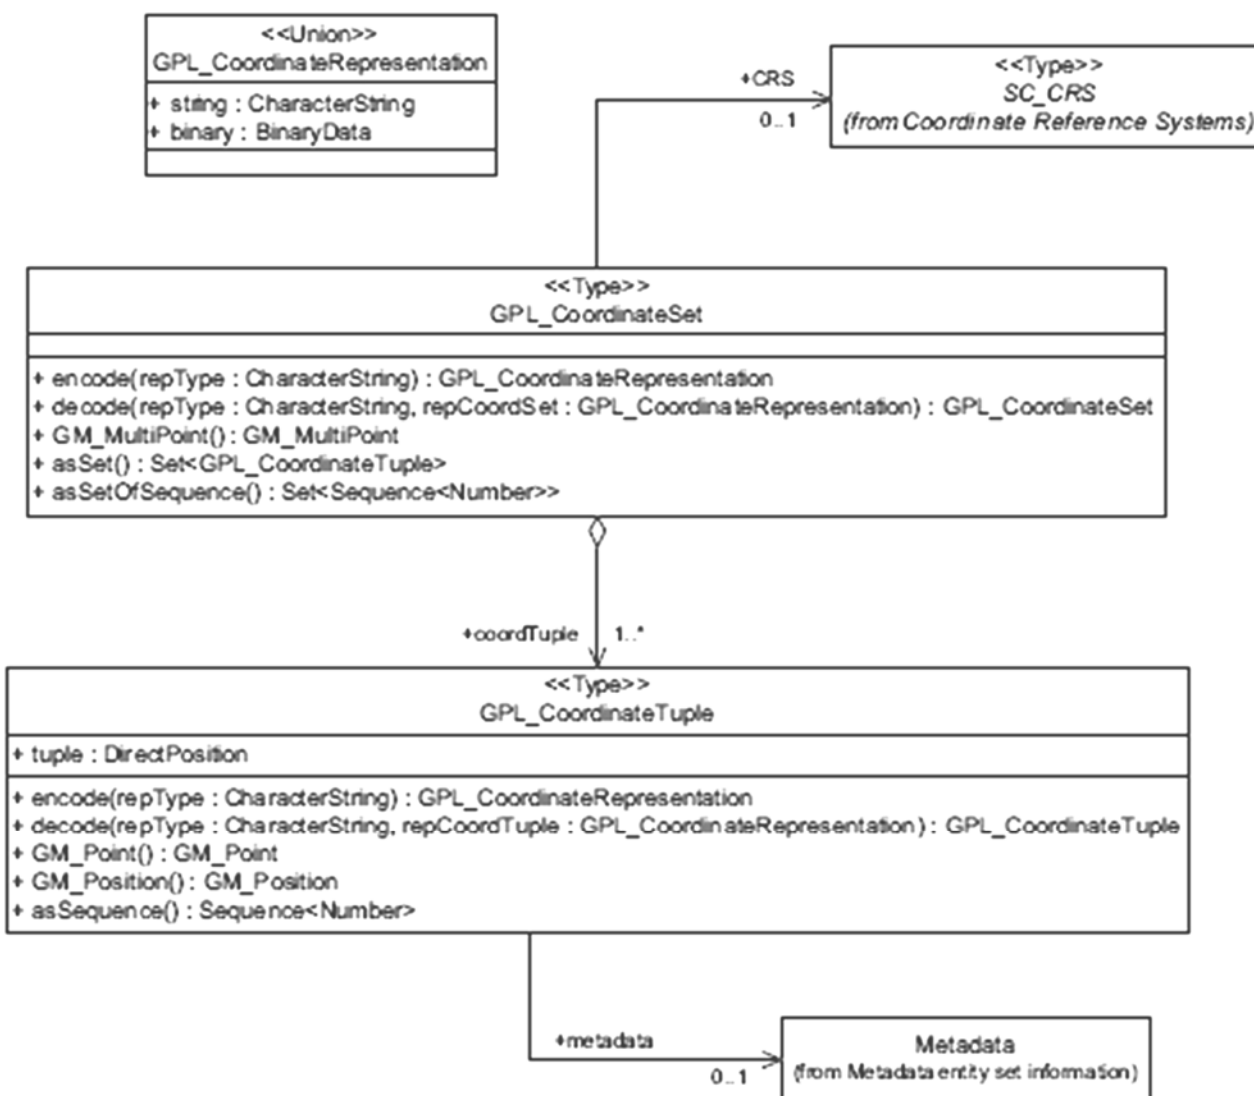 <<Union>>
GPL_CoordinateRepresentation
+ string : CharacterString
+ binary : BinaryData
+CRS
0..1
<<Type>>
SC_CRS
(from Coordinate Reference Systems)
<<Type>>
GPL_CoordinateSet
+ encode(repType : CharacterString) : GPL_CoordinateRepresentation
+ decode(repType : CharacterString, repCoordSet : GPL_CoordinateRepresentation) : GPL_CoordinateSet
+ GM_MultiPoint() : GM_MultiPoint
+ asSet() : Set<GPL_CoordinateTuple>
+ asSetOfSequence() : Set<Sequence<Number>>
+coordTuple 1..*
<<Type>>
GPL_CoordinateTuple
+ tuple : DirectPosition
+ encode(repType : CharacterString) : GPL_CoordinateRepresentation
+ decode(repType : CharacterString, repCoordTuple : GPL_CoordinateRepresentation) : GPL_CoordinateTuple
+ GM_Point() : GM_Point
+ GM_Position() : GM_Position
+ asSequence() : Sequence<Number>
+metadata
0..1
Metadata
(from Metadata entity set information)